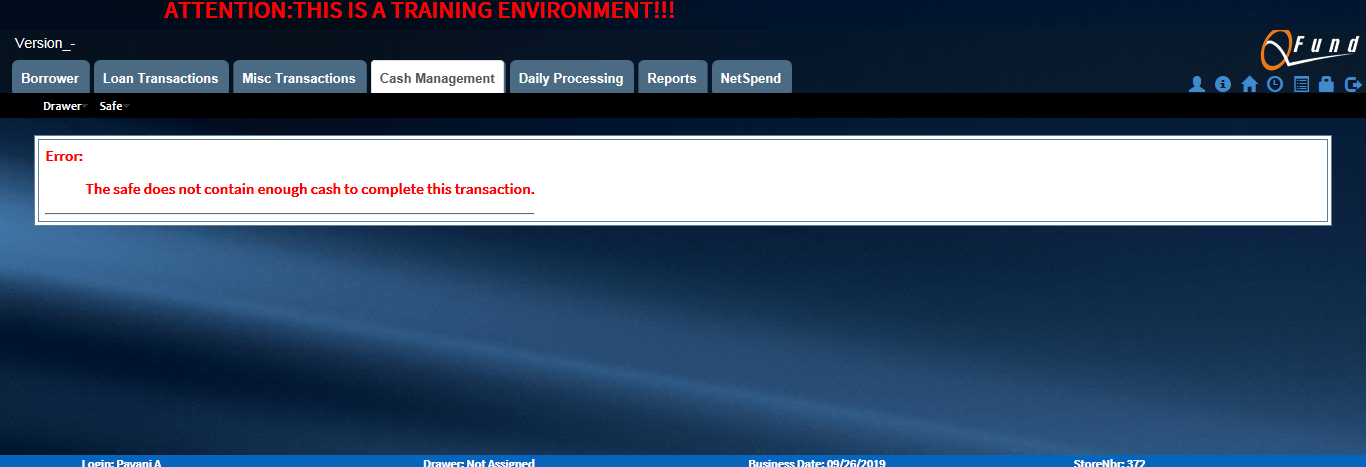 ATTENTION:THIS IS A TRAINING ENVIRONMENT!!!
Version_-
QFund
Borrower Loan Transactions Misc Transactions Cash Management Daily Processing Reports NetSpend
Drawer Safe
Error:
The safe does not contain enough cash to complete this transaction.
Login: Pavani A Drawer: Not Assigned Business Date: 09/26/2019 StoreNbr: 372